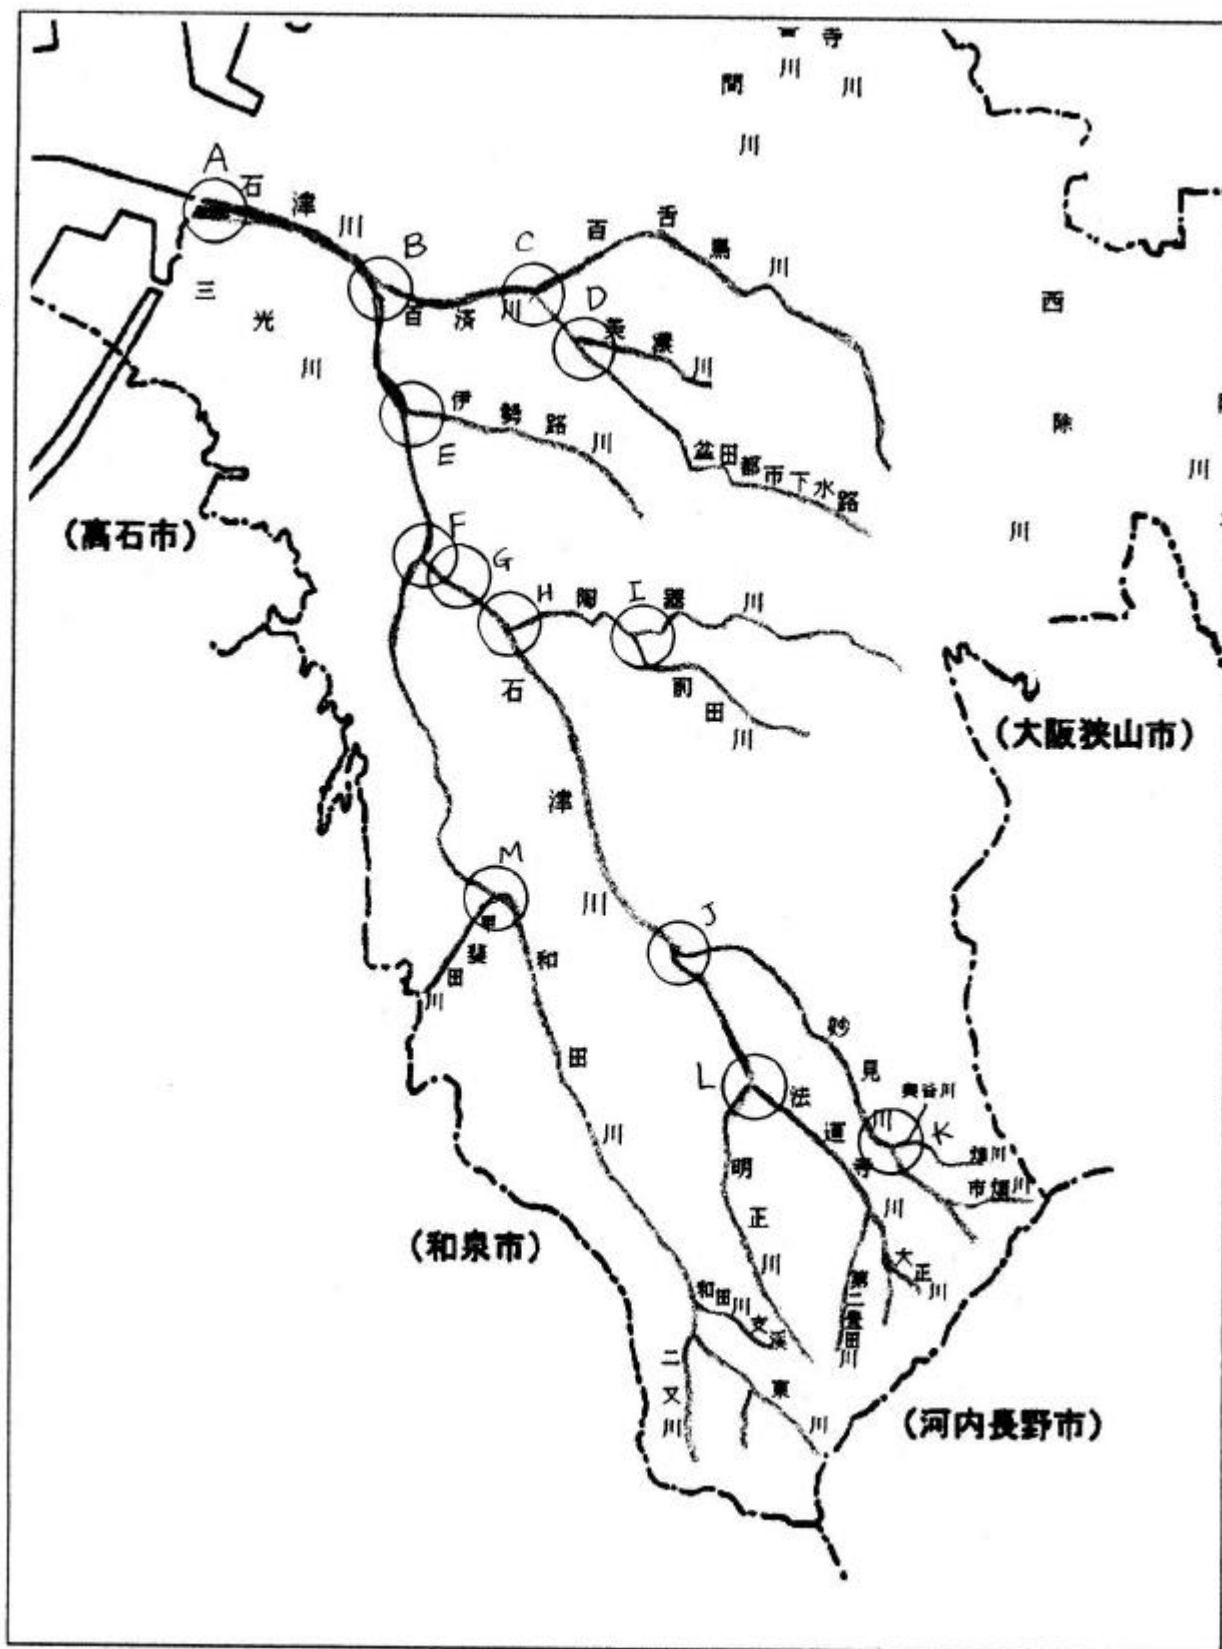 寺
川
川
間
川
A
石津川
B
C
百舌鳥川
D
百済川
美濃川
三光川
西除川
川
伊勢路川
E
盆田都市下水路
(高石市)
F
G
H
陶器川
I
前田川
石津川
(大阪狭山市)
M
甲斐田川
和田川
J
妙見川
L
法道寺川
奥谷川
K
畑川
市畑川
明正川
大正川
第二豊田川
(和泉市)
和田川支渓
二又川
東川
(河内長野市)